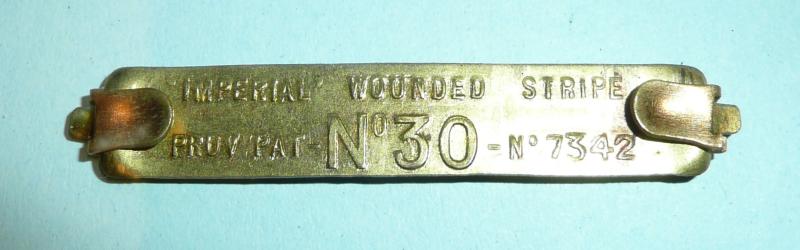 "IMPERIAL" WOUNDED STRIPE
PROV. PAT - No 30 - No 7342